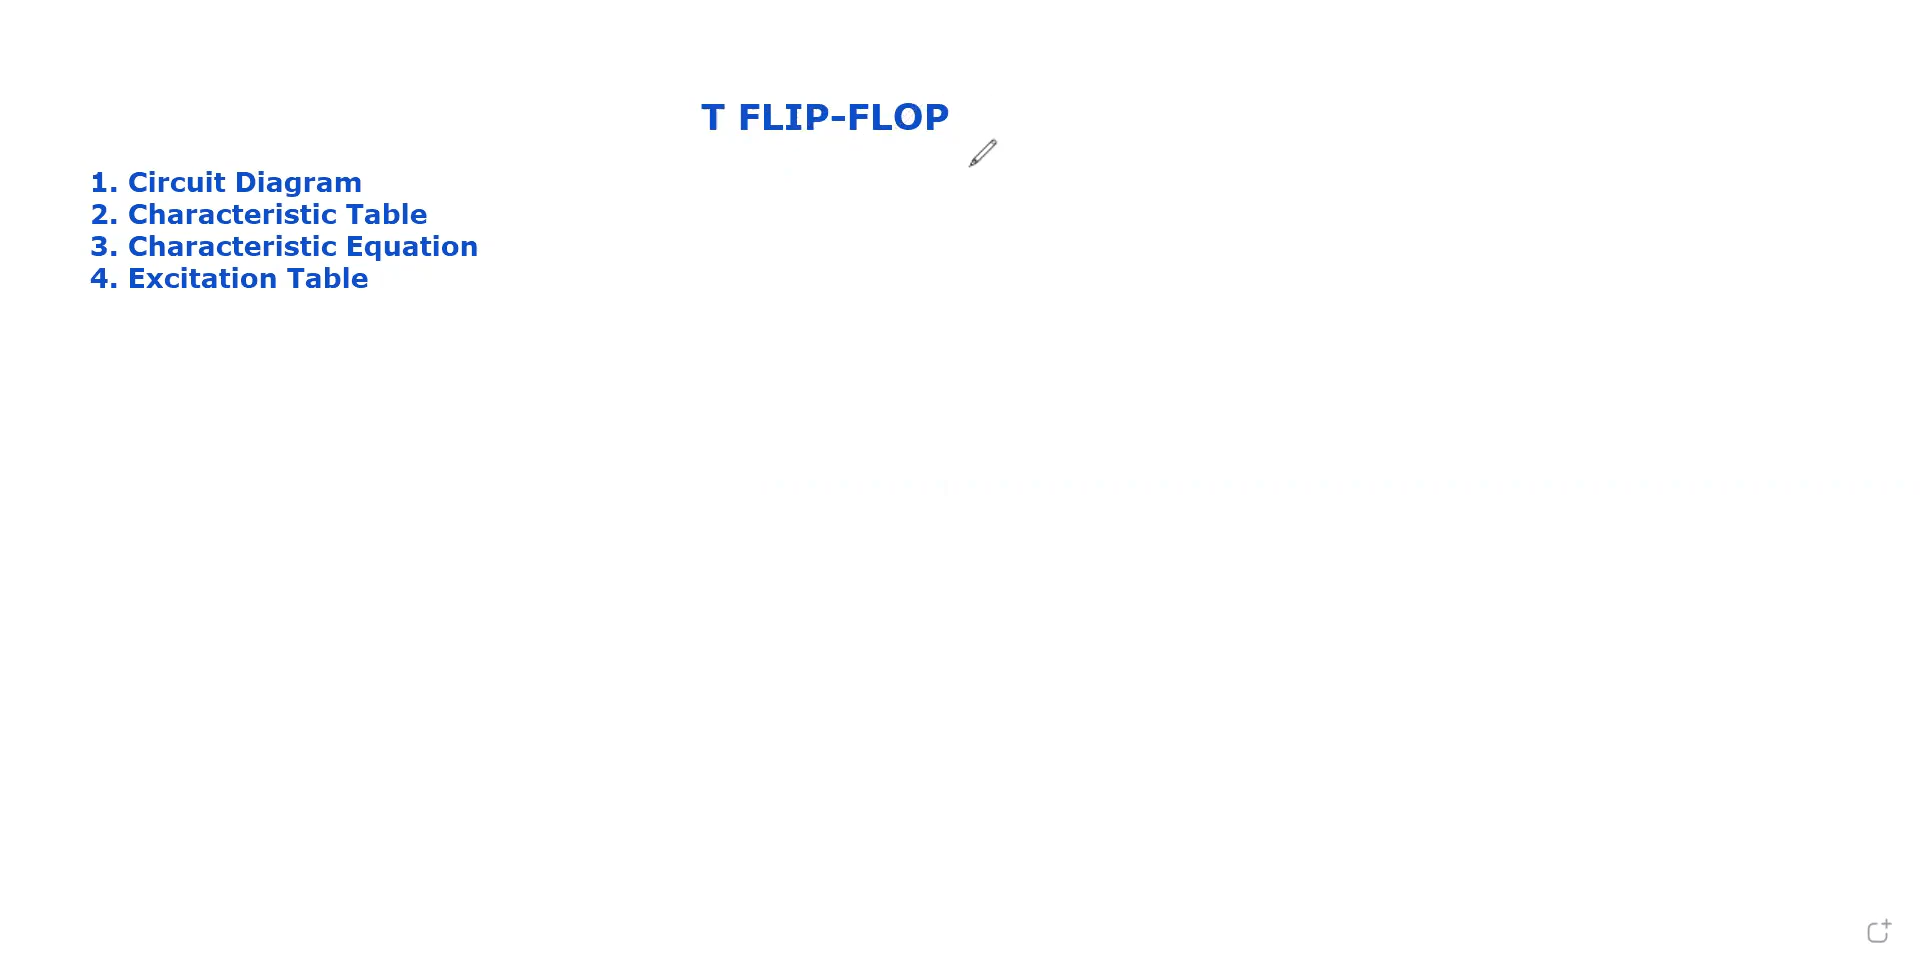 T FLIP-FLOP
1. Circuit Diagram
2. Characteristic Table
3. Characteristic Equation
4. Excitation Table